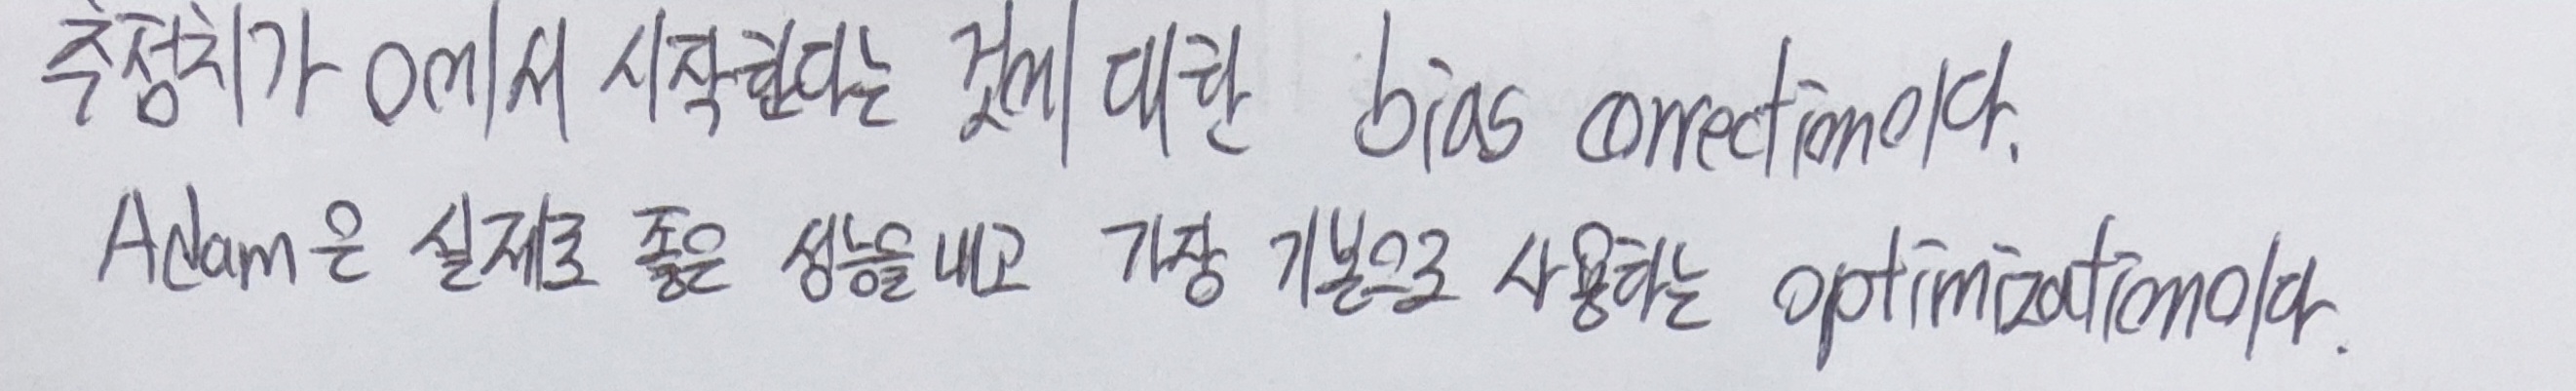 추정치가 0에서 시작한다는 것에 대한 bias correction이다.
Adam은 실제로 좋은 성능을 내고 가장 기본으로 사용하는 optimization이다.